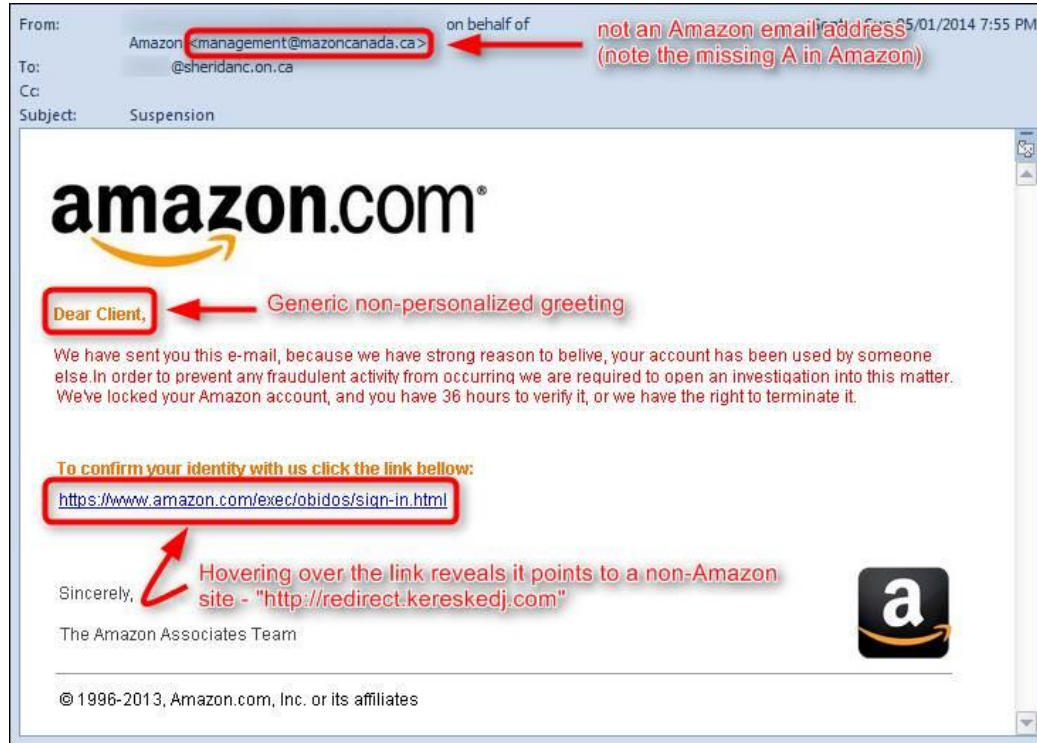 From: on behalf of
Amazon <management@mazoncanada.ca>
not an Amazon email address
(note the missing A in Amazon)
Sun 05/01/2014 7:55 PM
To: @sheridanc.on.ca
Cc:
Subject: Suspension
amazon.com®
Dear Client,
Generic non-personalized greeting
We have sent you this e-mail, because we have strong reason to belive, your account has been used by someone
else.In order to prevent any fraudulent activity from occurring we are required to open an investigation into this matter.
We've locked your Amazon account, and you have 36 hours to verify it, or we have the right to terminate it.
To confirm your identity with us click the link bellow:
https://www.amazon.com/exec/obidos/sign-in.html
Hovering over the link reveals it points to a non-Amazon
site - "http://redirect.kereskedj.com"
Sincerely,
The Amazon Associates Team
a
© 1996-2013, Amazon.com, Inc. or its affiliates